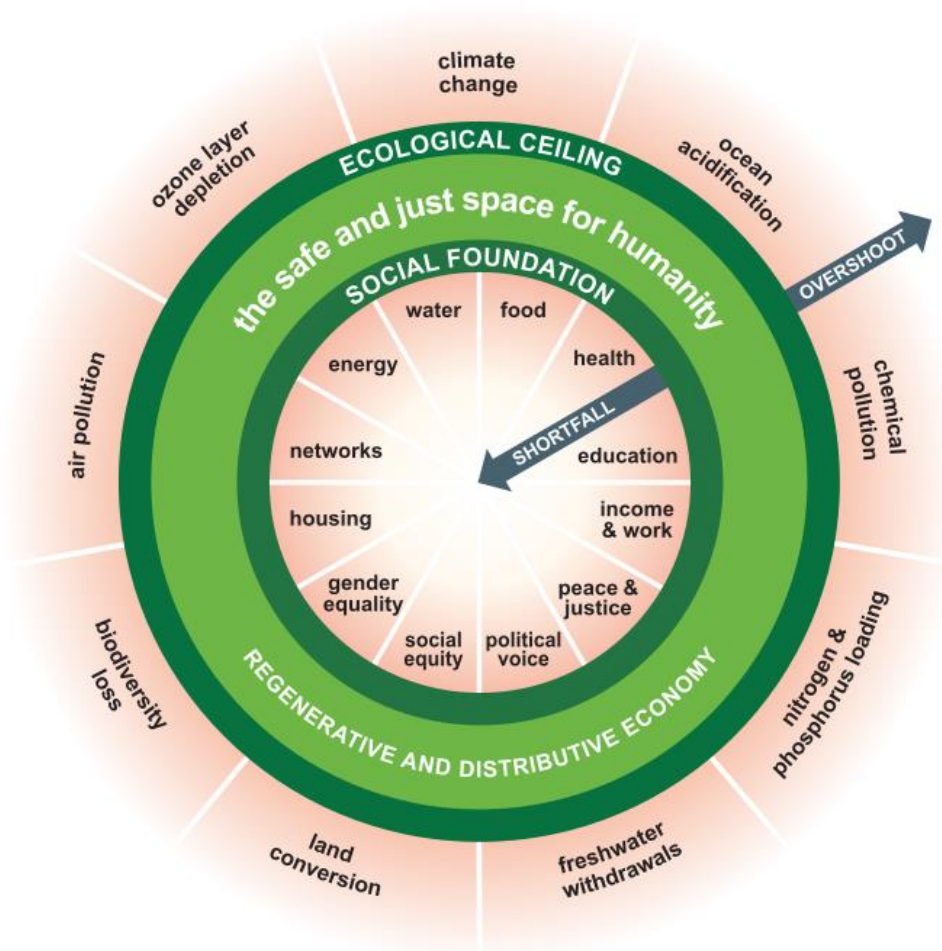 climate
change
ocean
acidification
OVERSHOOT
chemical
pollution
nitrogen &
phosphorus loading
freshwater
withdrawals
land
conversion
biodiversity
loss
air pollution
ozone layer
depletion
ECOLOGICAL CEILING
the safe and just space for humanity
SOCIAL FOUNDATION
water
food
health
SHORTFALL
education
income
& work
peace &
justice
political
voice
social
equity
gender
equality
housing
networks
energy
REGENERATIVE AND DISTRIBUTIVE ECONOMY